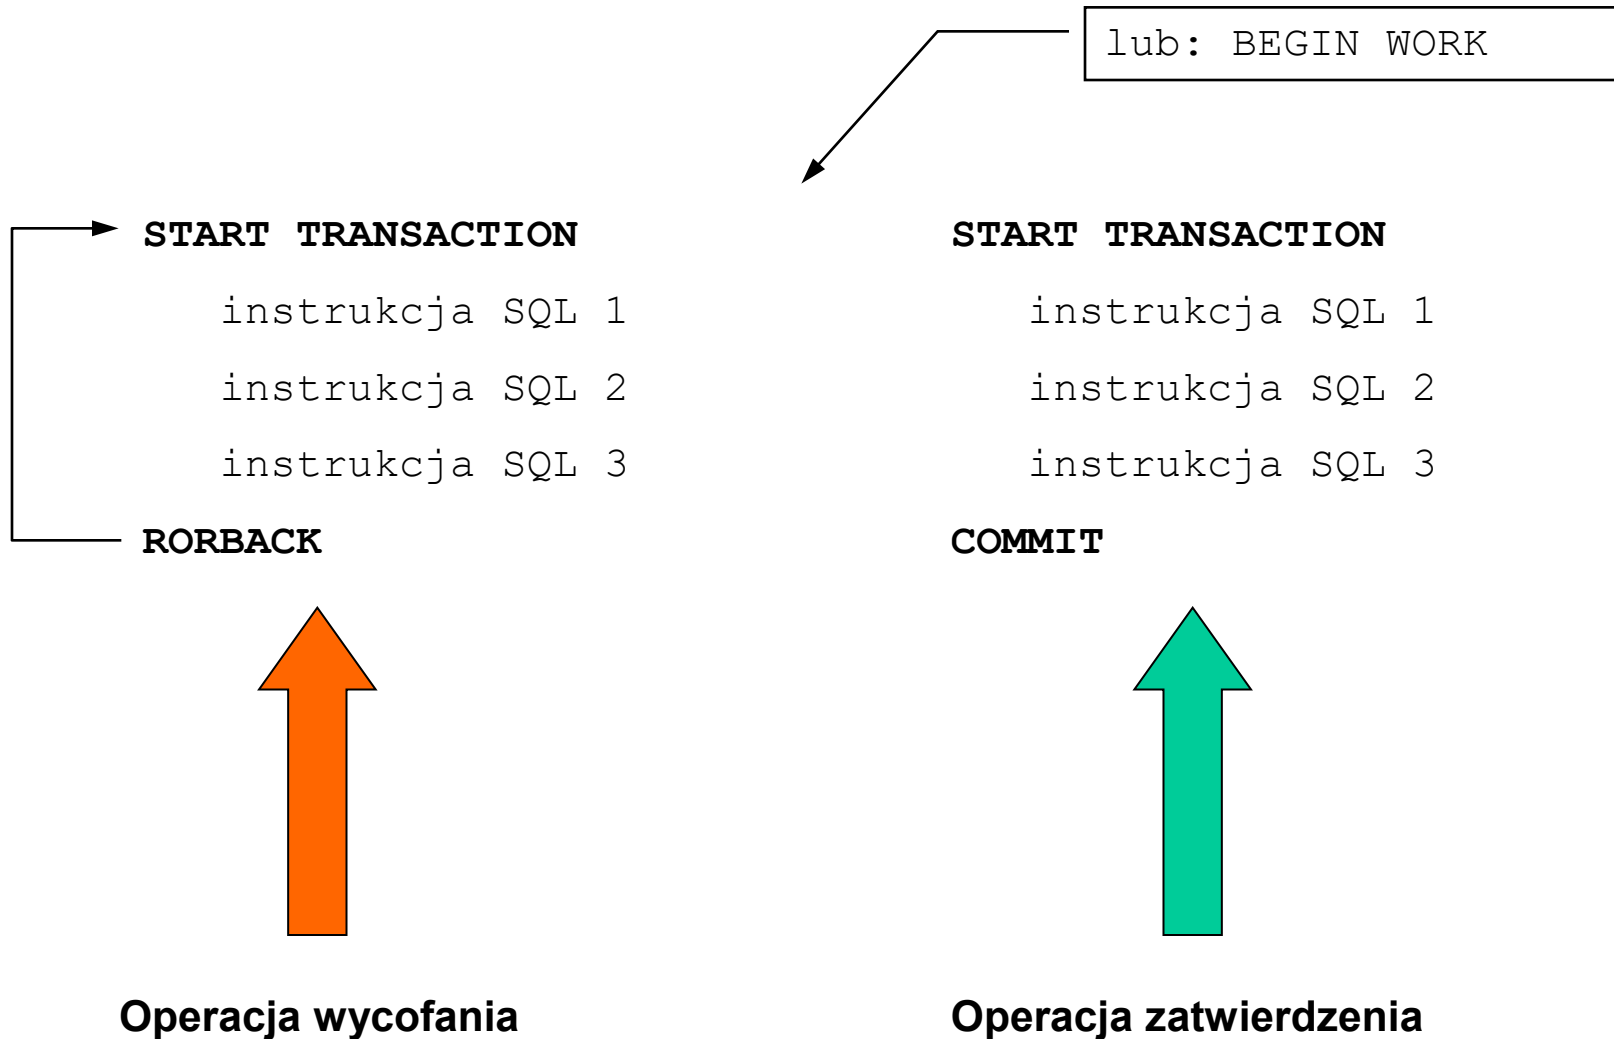 lub: BEGIN WORK
START TRANSACTION
instrukcja SQL 1
instrukcja SQL 2
instrukcja SQL 3
RORBACK
Operacja wycofania
START TRANSACTION
instrukcja SQL 1
instrukcja SQL 2
instrukcja SQL 3
COMMIT
Operacja zatwierdzenia